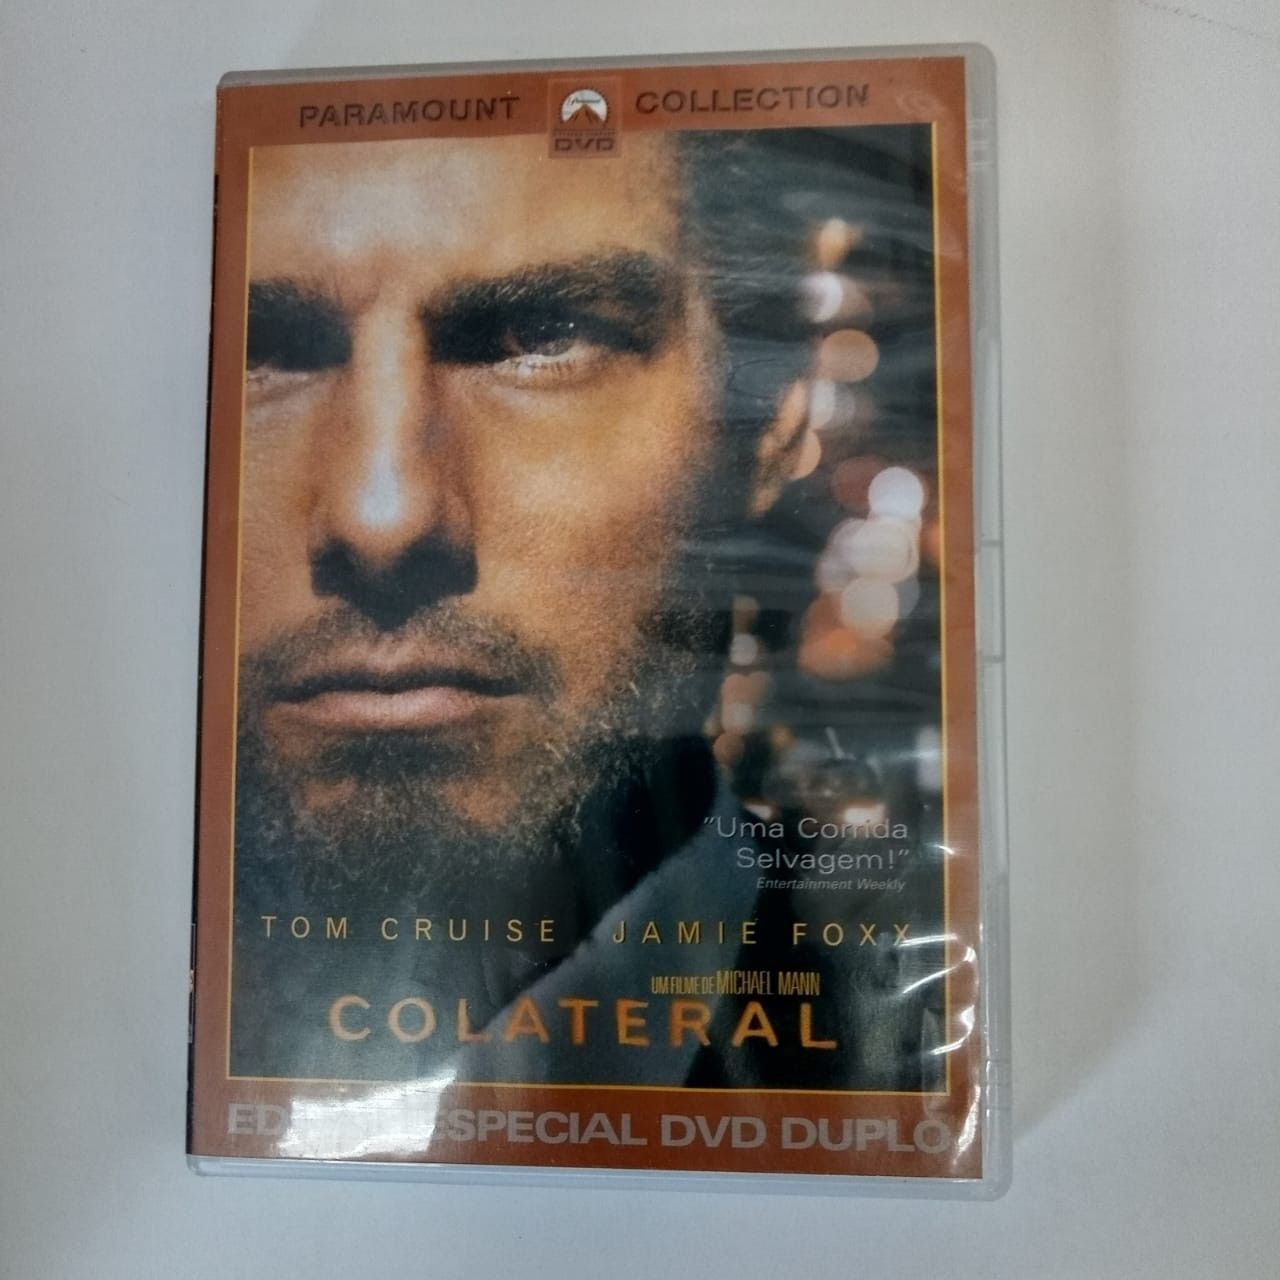 PARAMOUNT COLLECTION
Paramount
DVD
"Uma Corrida
Selvagem!"
Entertainment Weekly
TOM CRUISE JAMIE FOXX
UM FILME DE MICHAEL MANN
COLATERAL
ESPECIAL DVD DUPLO